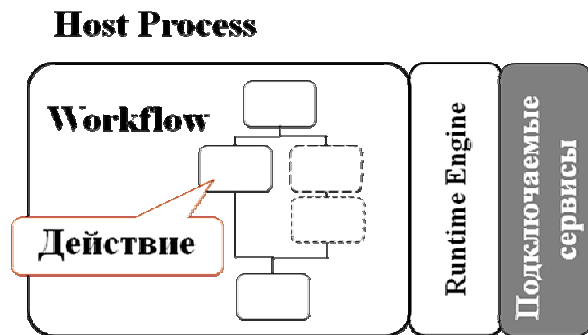 Host Process
Workflow
Действие
Runtime Engine
Подключаемые
сервисы